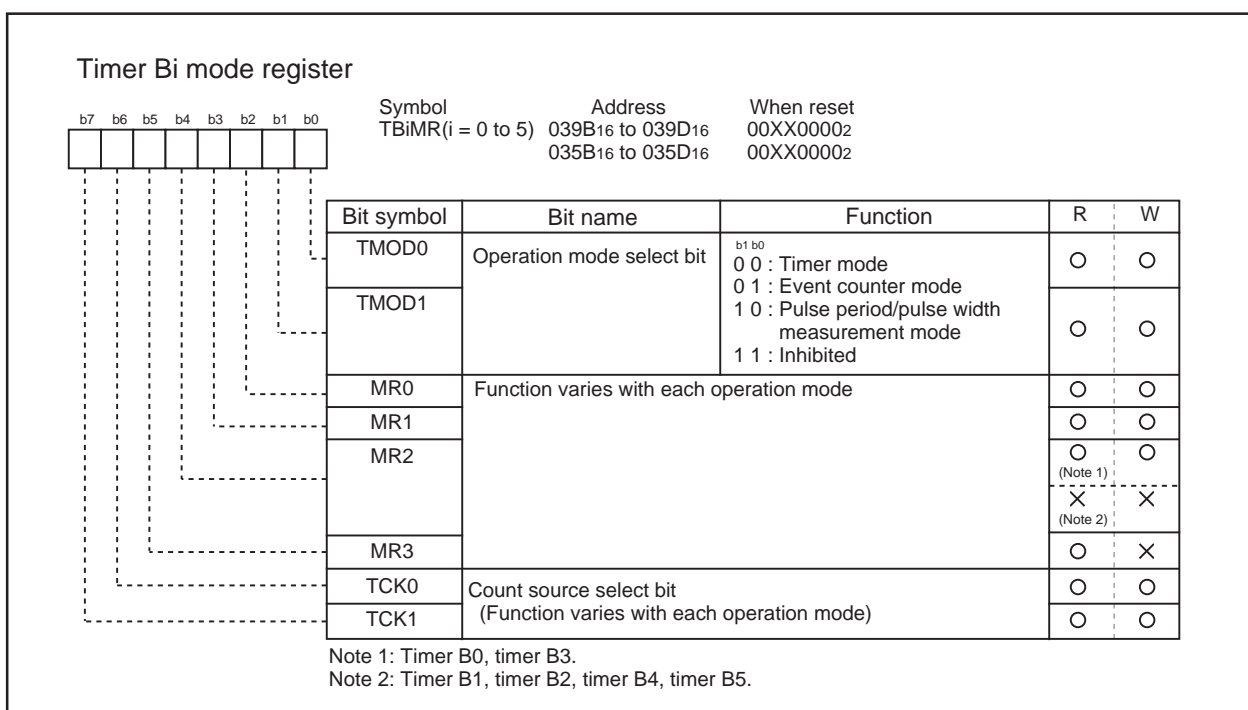 Timer Bi mode register
Symbol Address When reset
TBiMR(i = 0 to 5) 039B16 to 039D16 00XX00002
035B16 to 035D16 00XX00002
b7 b6 b5 b4 b3 b2 b1 b0
Bit symbol Bit name Function R W
TMOD0 Operation mode select bit b1 b0
0 0 : Timer mode
0 1 : Event counter mode
TMOD1 1 0 : Pulse period/pulse width
measurement mode
1 1 : Inhibited
MR0 Function varies with each operation mode
MR1
MR2
(Note 1)
(Note 2)
MR3
TCK0 Count source select bit
TCK1 (Function varies with each operation mode)
Note 1: Timer B0, timer B3.
Note 2: Timer B1, timer B2, timer B4, timer B5.